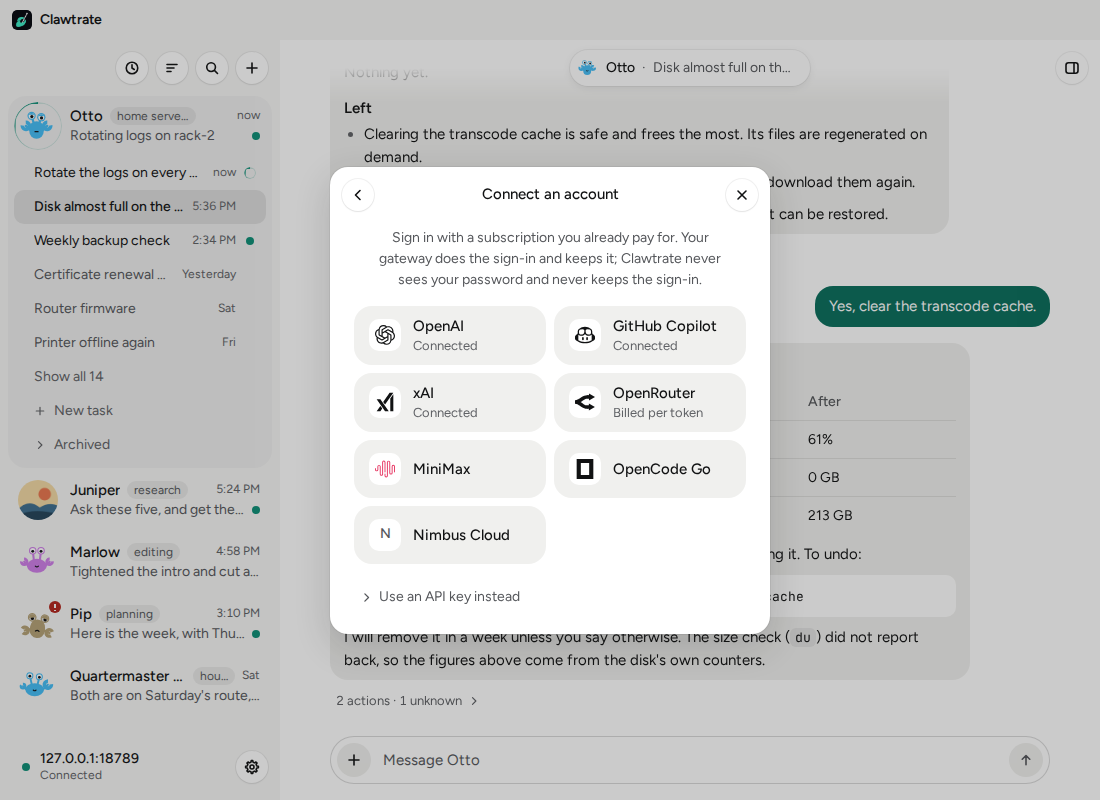 Clawtrate
Otto home serve... now
Rotating logs on rack-2
Rotate the logs on every ... now
Disk almost full on the ... 5:36 PM
Weekly backup check 2:34 PM
Certificate renewal ... Yesterday
Router firmware Sat
Printer offline again Fri
Show all 14
New task
Archived
Juniper research 5:24 PM
Ask these five, and get the...
Marlow editing 4:58 PM
Tightened the intro and cut a...
Pip planning 3:10 PM
Here is the week, with Thu...
Quartermaster ... hou... Sat
Both are on Saturday's route,...
127.0.0.1:18789
Connected
Otto · Disk almost full on th...
Nothing yet.
Left
Clearing the transcode cache is safe and frees the most. Its files are regenerated on
demand.
download them again.
t can be restored.
Yes, clear the transcode cache.
After
61%
0 GB
213 GB
ng it. To undo:
cache
I will remove it in a week unless you say otherwise. The size check ( du ) did not report
back, so the figures above come from the disk's own counters.
2 actions · 1 unknown
Message Otto
Connect an account
Sign in with a subscription you already pay for. Your
gateway does the sign-in and keeps it; Clawtrate never
sees your password and never keeps the sign-in.
OpenAI
Connected
GitHub Copilot
Connected
xAI
Connected
OpenRouter
Billed per token
MiniMax
OpenCode Go
N Nimbus Cloud
Use an API key instead